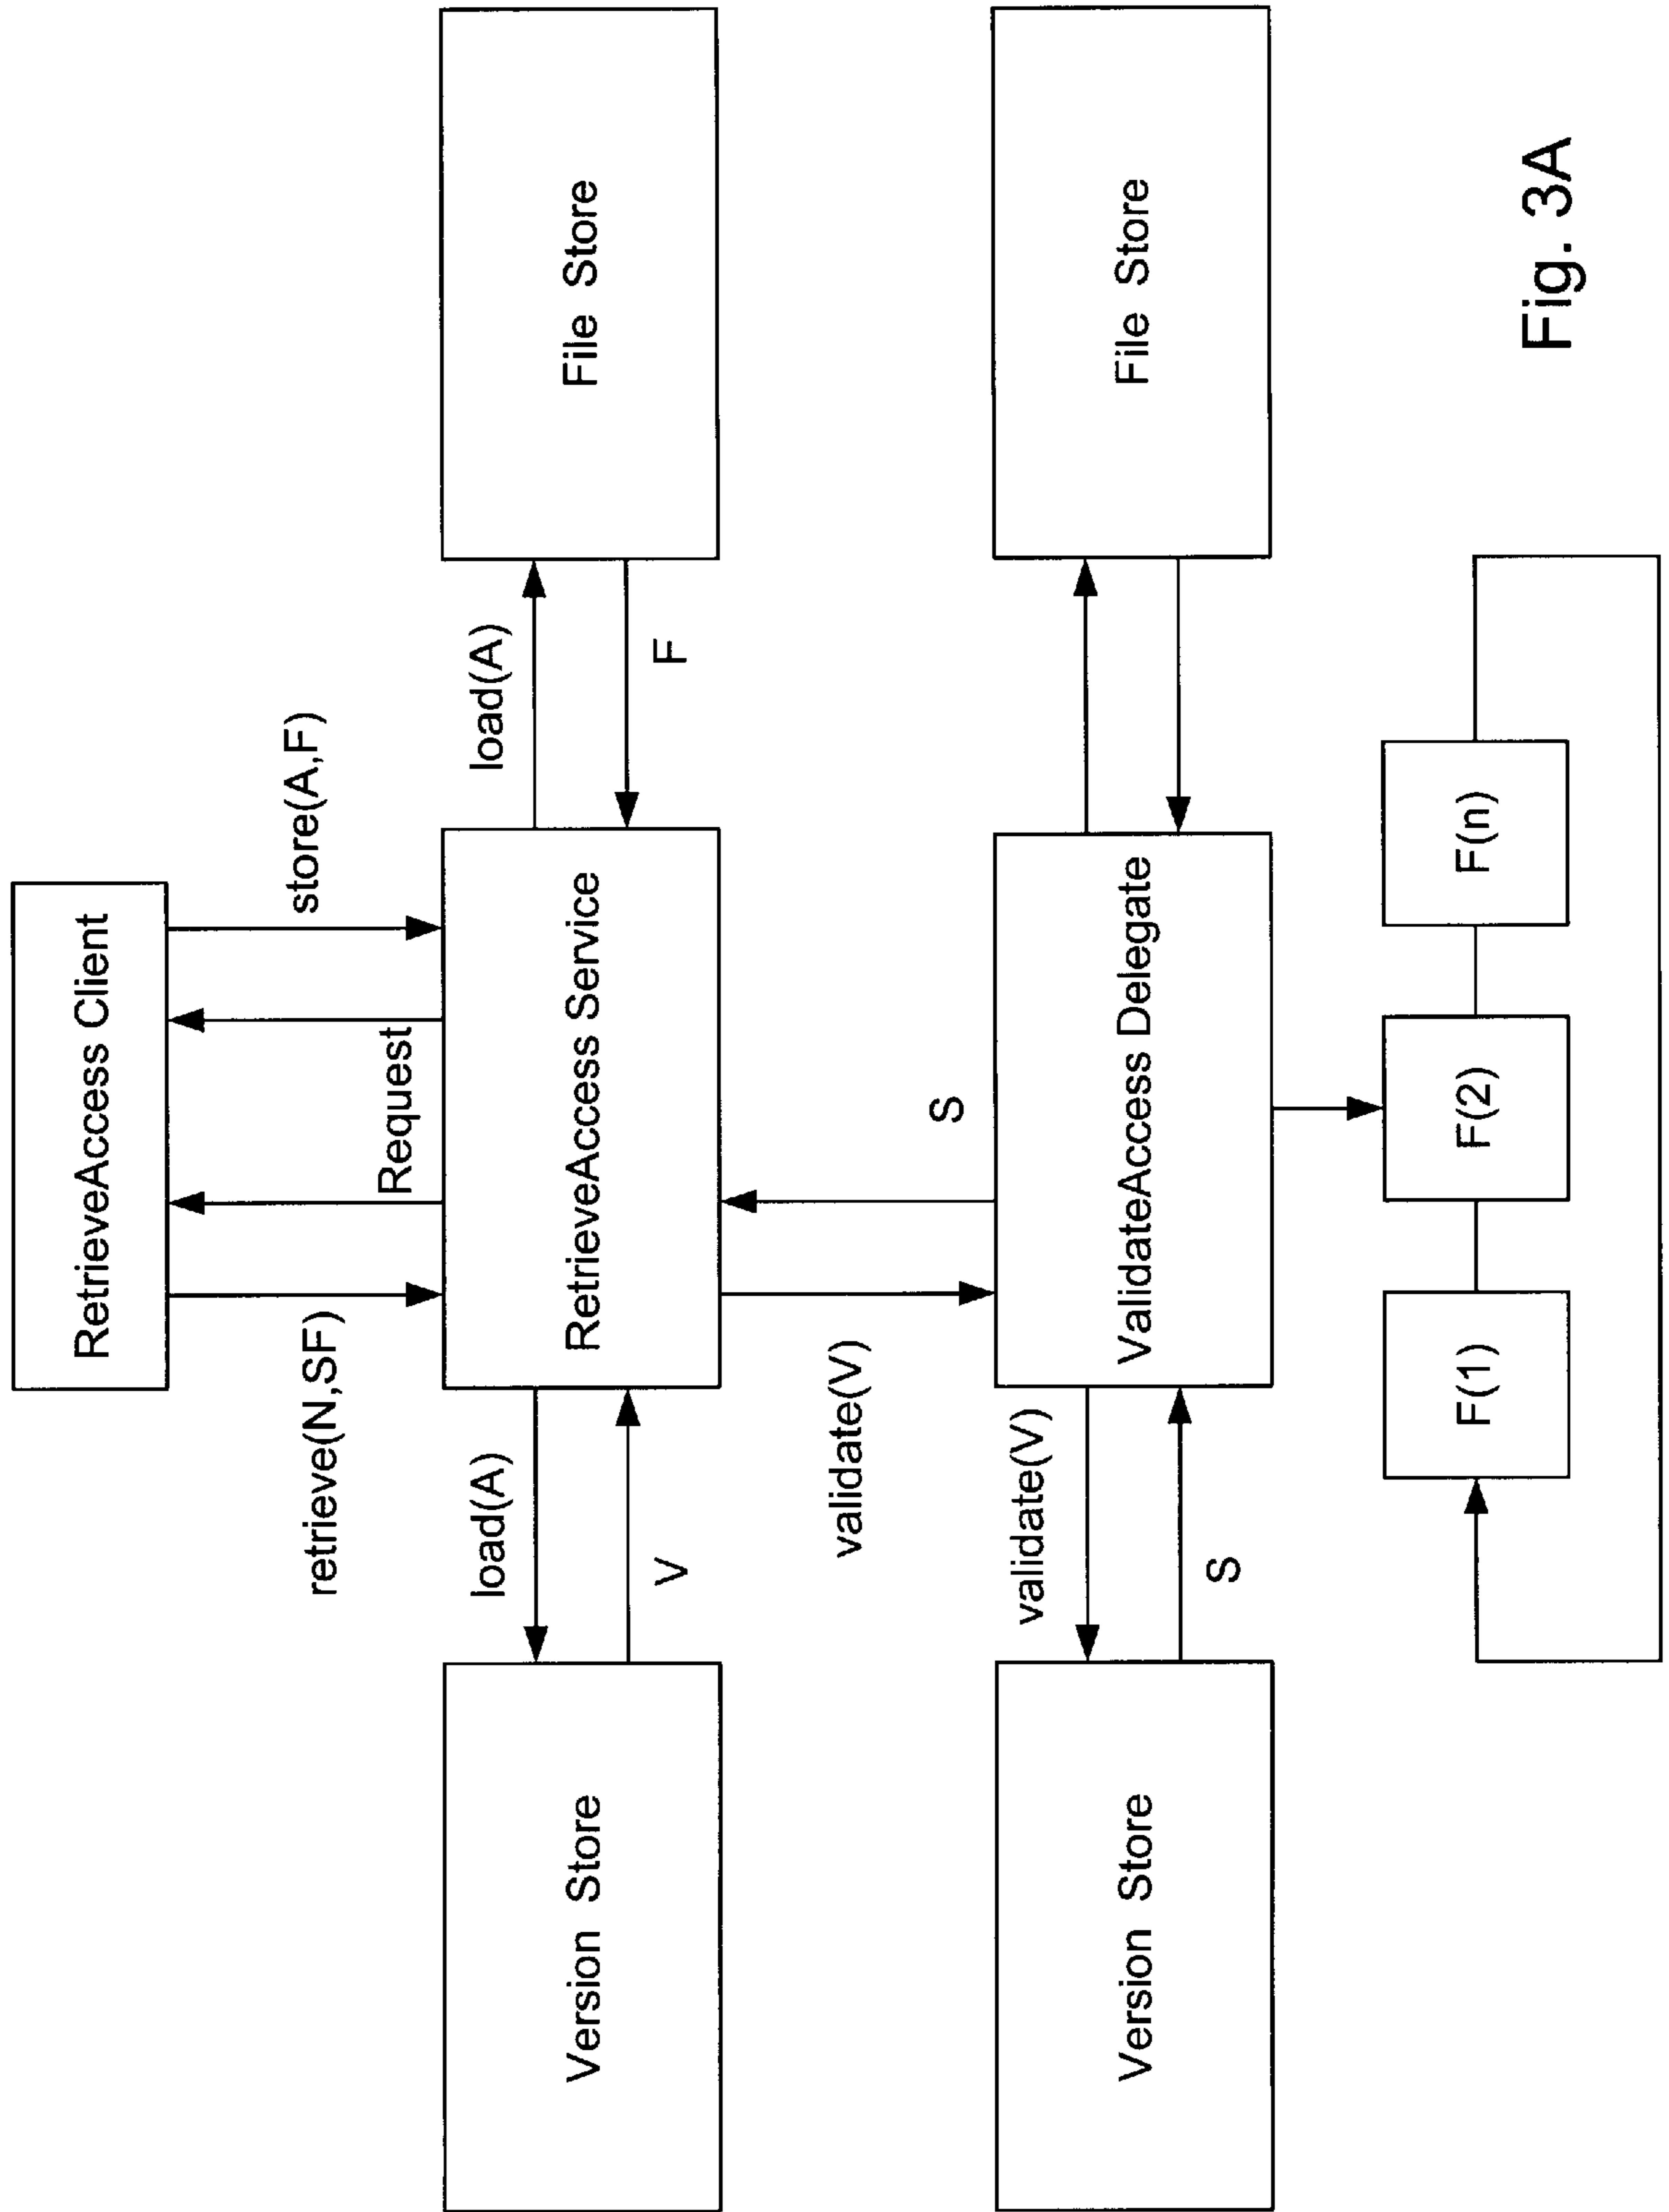 RetrieveAccess Client
retrieve(N,SF)
Request
store(A,F)
Version Store
load(A)
V
RetrieveAccess Service
load(A)
F
File Store
validate(V)
S
Version Store
validate(V)
S
ValidateAccess Delegate
File Store
F(1)
F(2)
F(n)
Fig. 3A